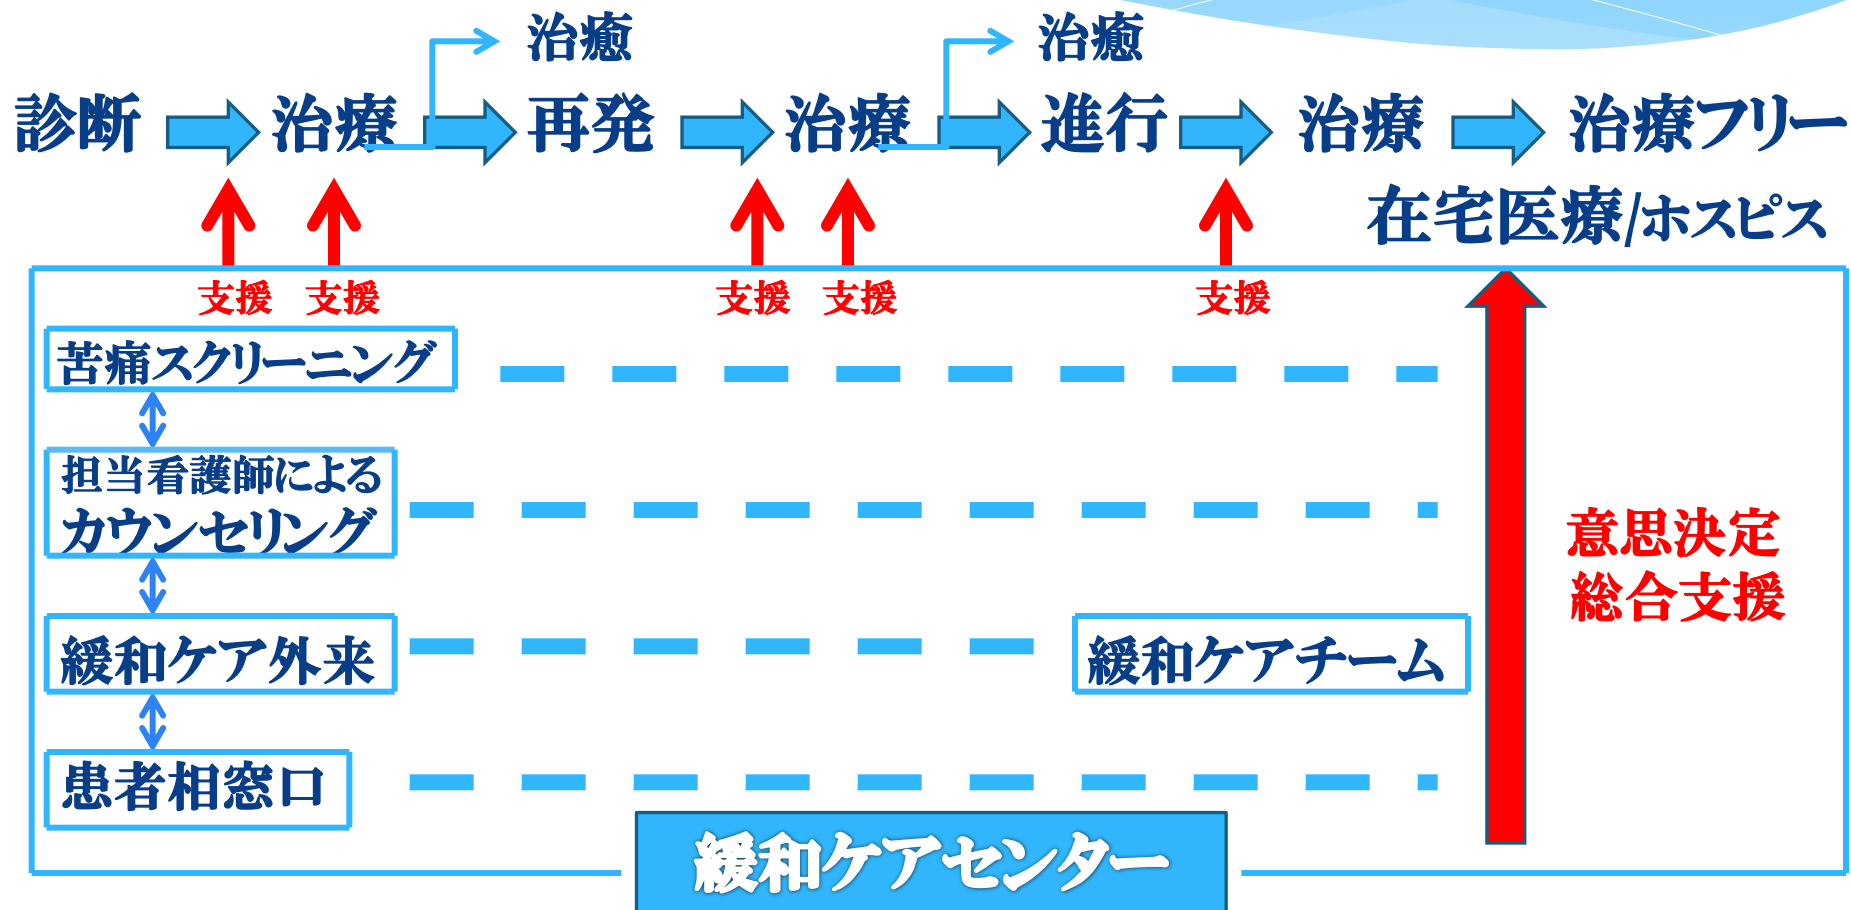 治癒 治癒
診断 治療 再発 治療 進行 治療 治療フリー
在宅医療/ホスピス
支援 支援 支援 支援 支援
苦痛スクリーニング
担当看護師による
カウンセリング
意思決定
総合支援
緩和ケア外来 緩和ケアチーム
患者相窓口
緩和ケアセンター